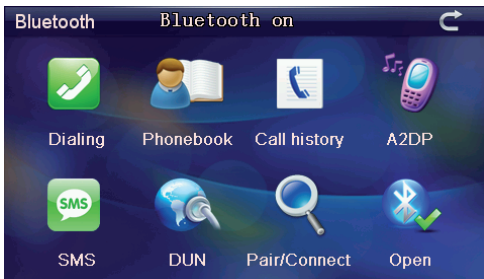 Bluetooth Bluetooth on
Dialing Phonebook Call history A2DP
SMS
SMS DUN Pair/Connect Open